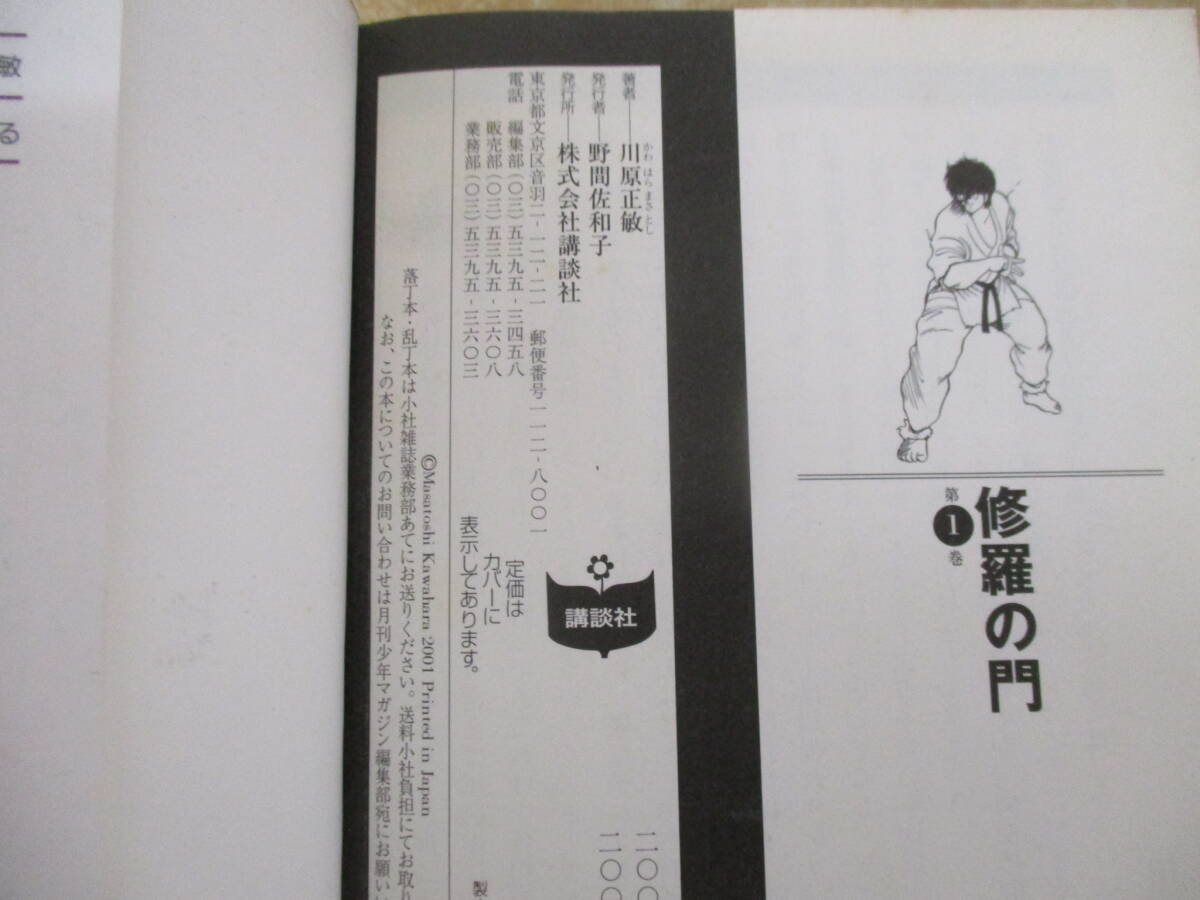 修羅の門
第1巻
二〇〇
二〇〇
著者――川原正敏
かわ はら まさ とし
発行者――野間佐和子
発行所――株式会社講談社
東京都文京区音羽二-一二-二一 郵便番号一一二-八〇〇一
電話 編集部(〇三)五三九五-三四五八
販売部(〇三)五三九五-三六〇八
業務部(〇三)五三九五-三六〇三
講談社
定価は
カバーに
表示してあります。
製
©Masatoshi Kawahara 2001 Printed in Japan
落丁本・乱丁本は小社雑誌業務部あてにお送りください。送料小社負担にてお取り
なお、この本についてのお問い合わせは月刊少年マガジン編集部宛にお願いい
敏
る